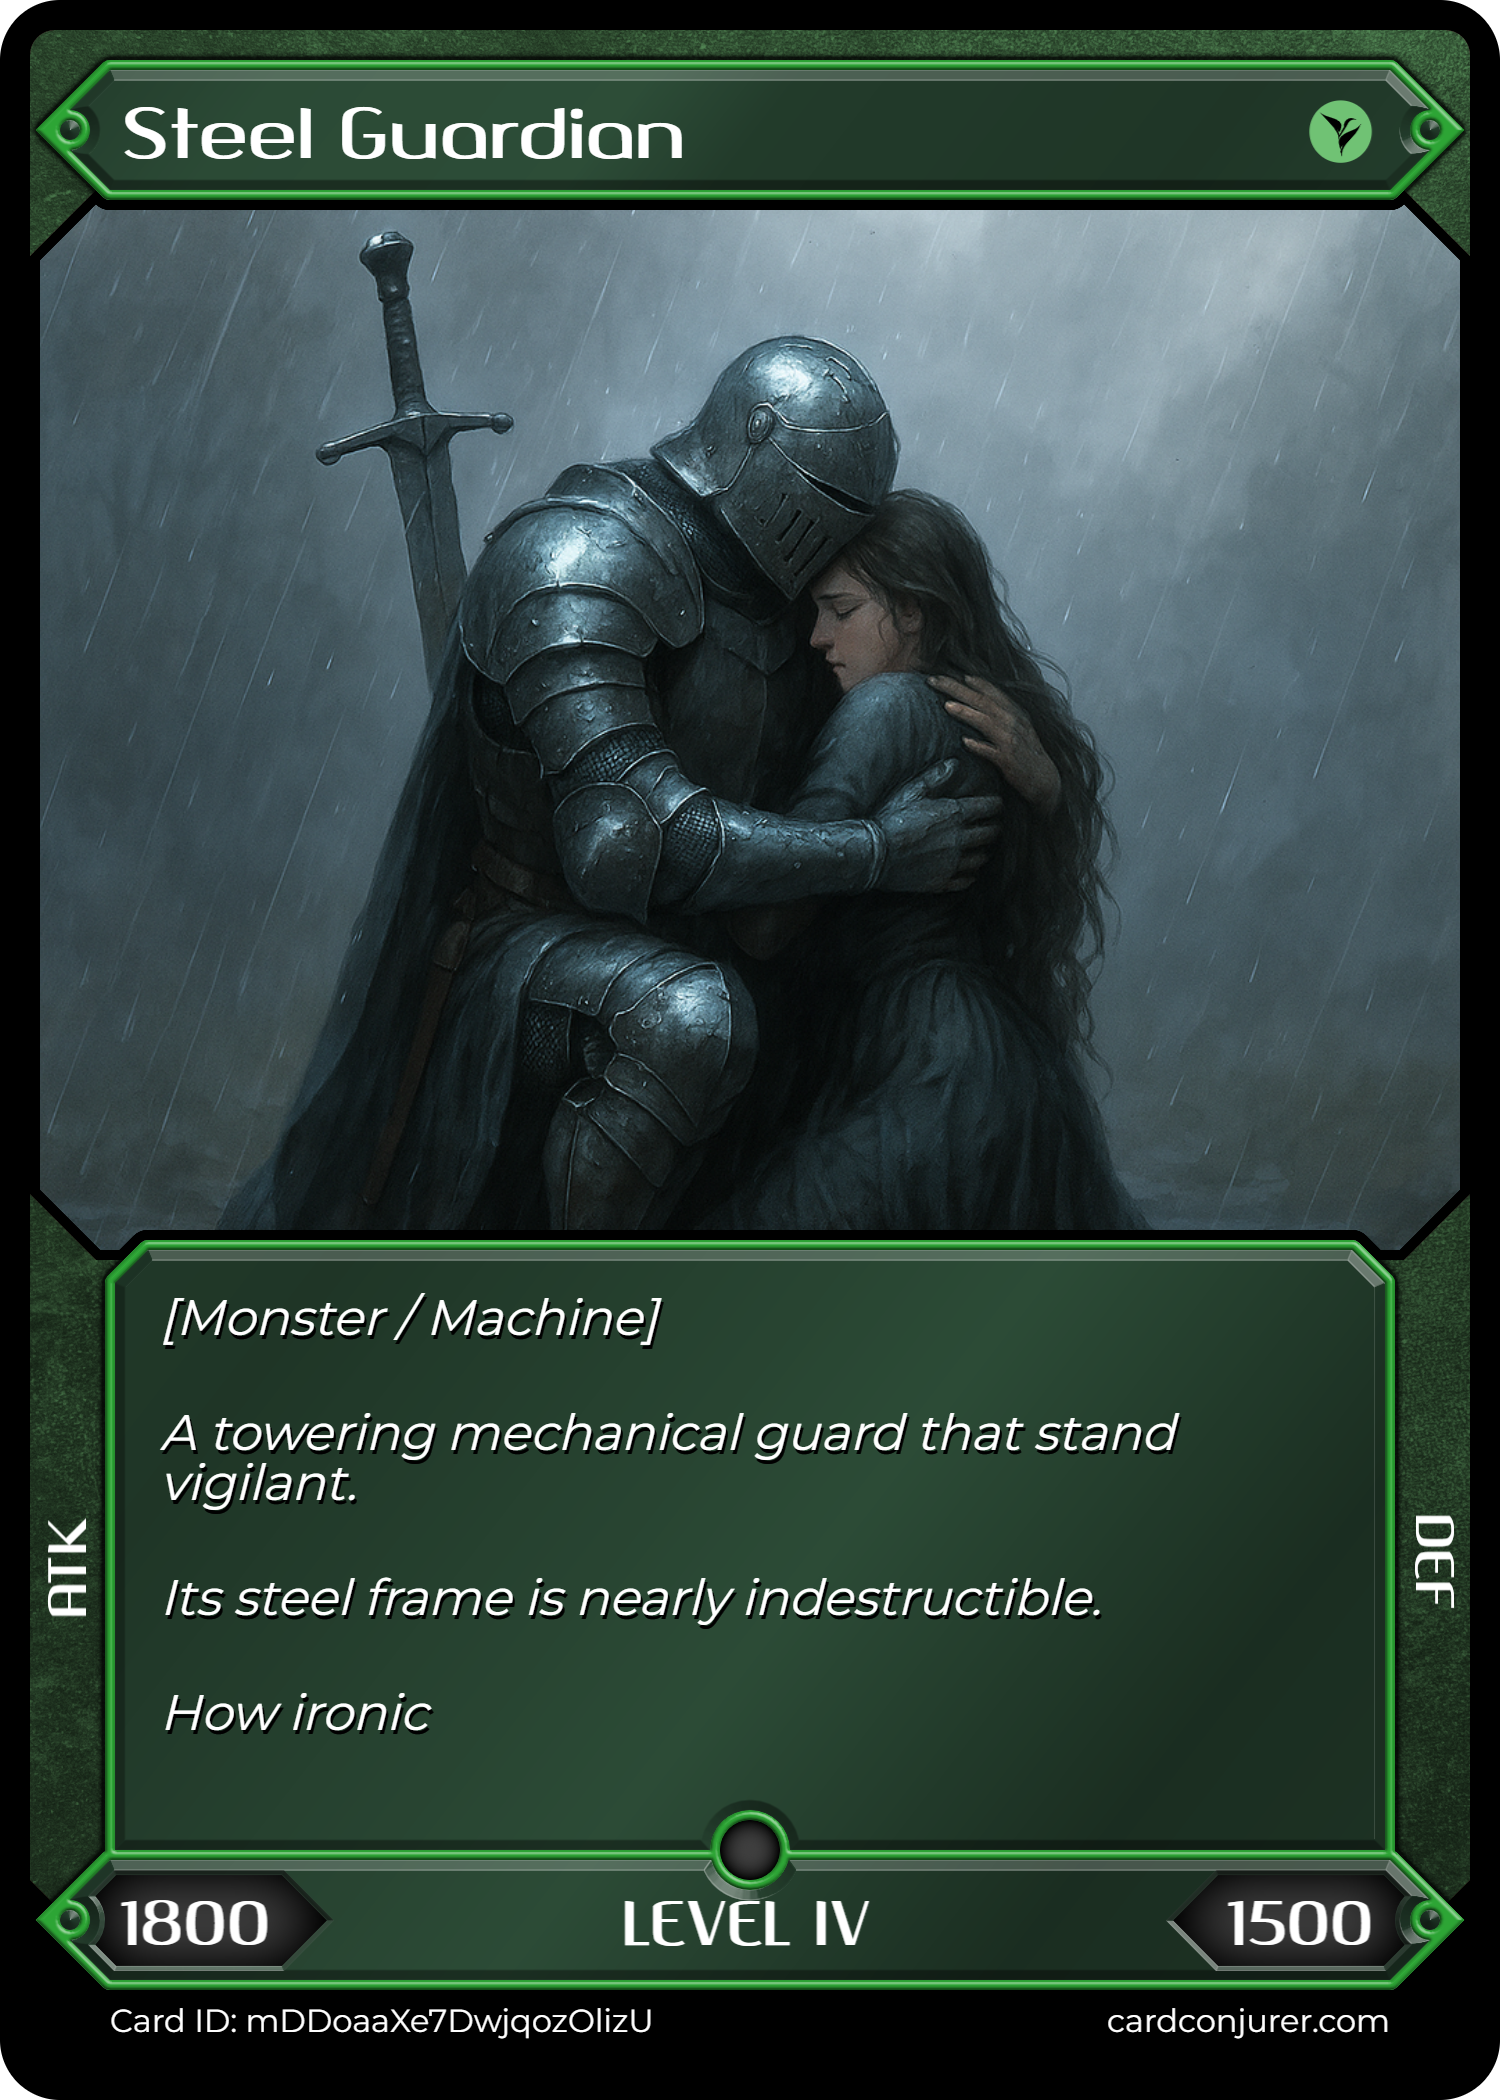 Steel Guardian
[Monster / Machine]
A towering mechanical guard that stand
vigilant.
Its steel frame is nearly indestructible.
How ironic
ATK
DEF
1800
LEVEL IV
1500
Card ID: mDDoaaXe7DwjqozOlizU
cardconjurer.com